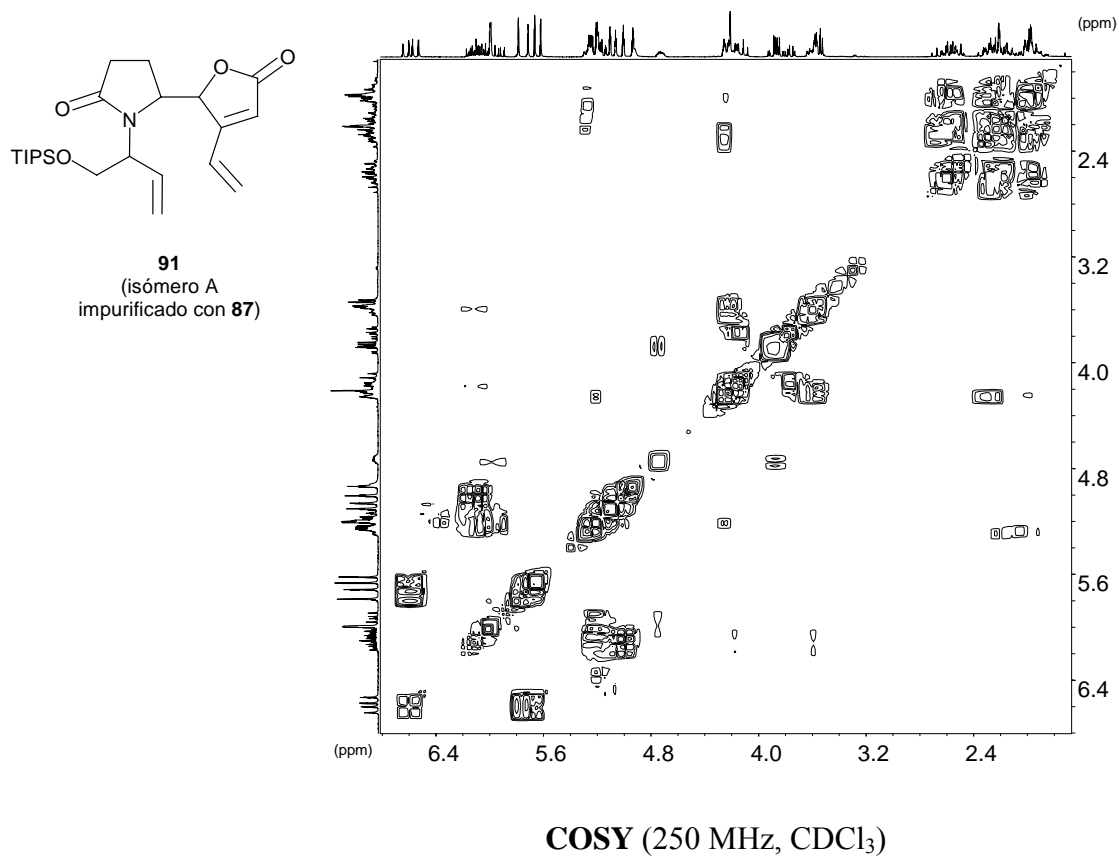 O
O
O
N
TIPSO
91
(isómero A
impurificado con 87)
(ppm)
2.4
3.2
4.0
4.8
5.6
6.4
(ppm)
6.4 5.6 4.8 4.0 3.2 2.4
COSY (250 MHz, CDCl₃)